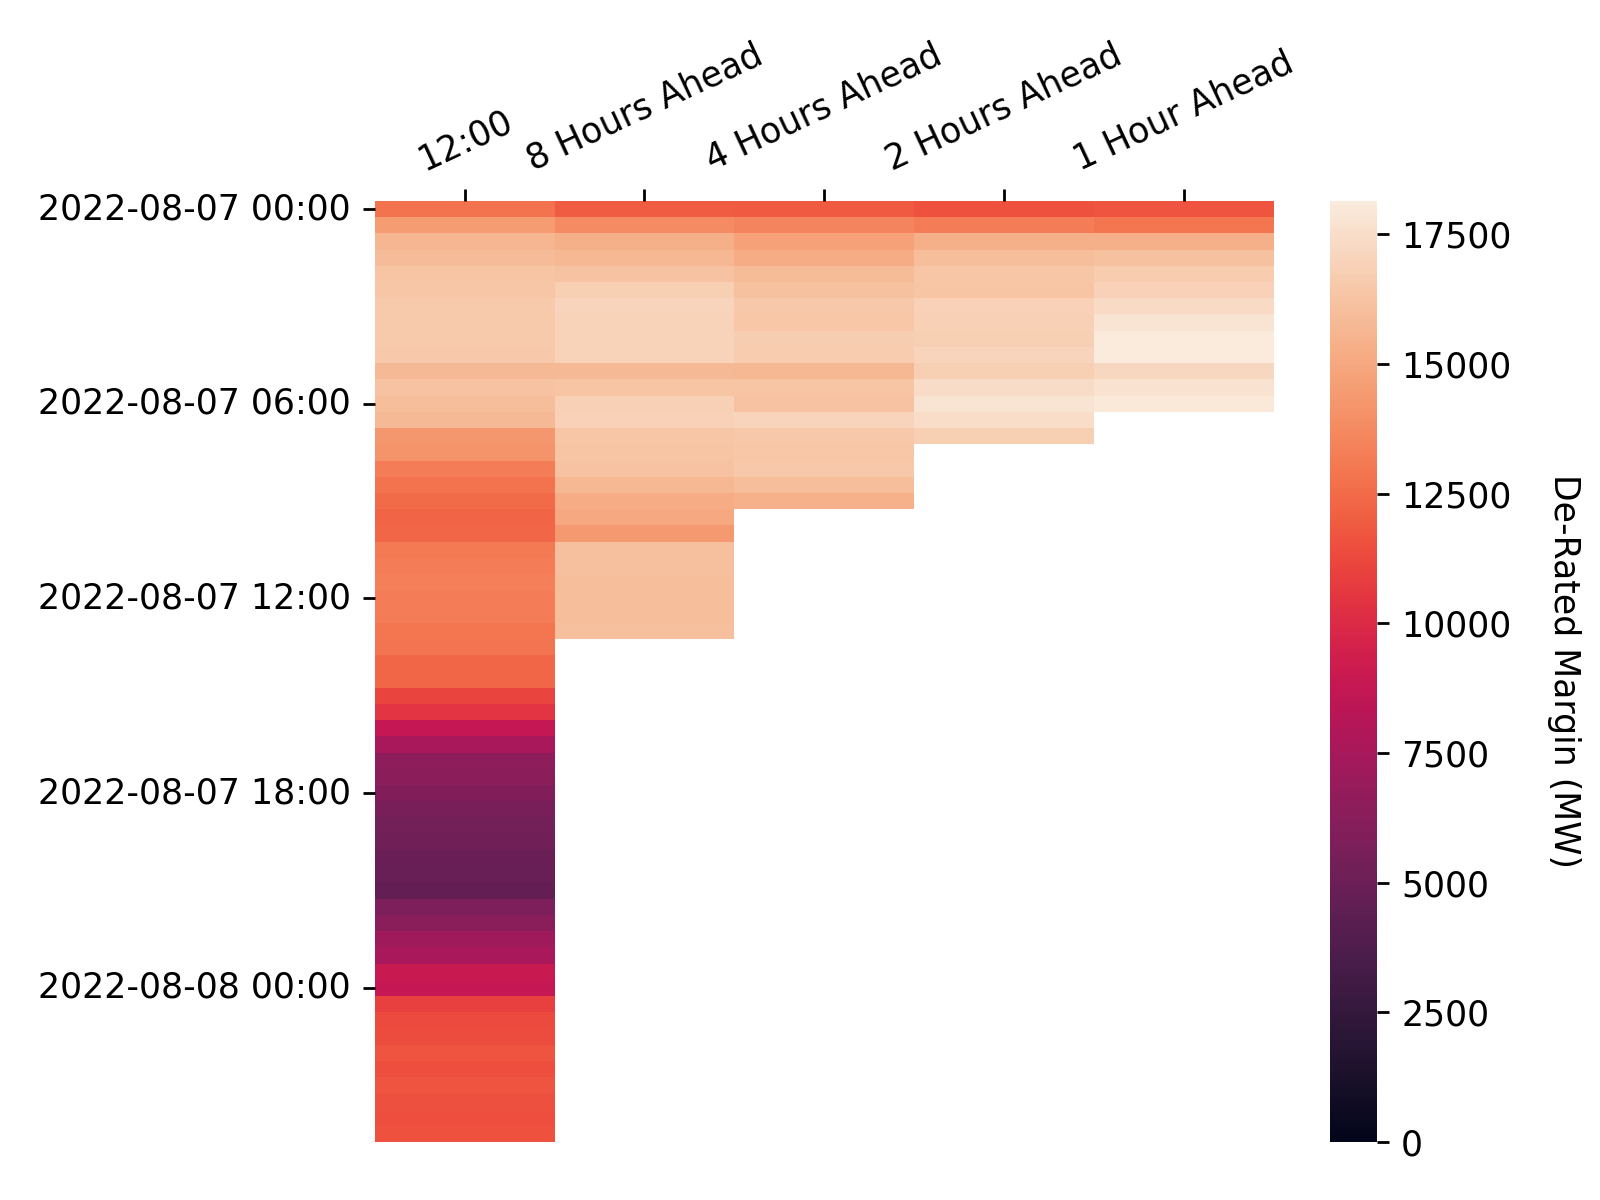 12:00
8 Hours Ahead
4 Hours Ahead
2 Hours Ahead
1 Hour Ahead
2022-08-07 00:00
2022-08-07 06:00
2022-08-07 12:00
2022-08-07 18:00
2022-08-08 00:00
17500
15000
12500
10000
7500
5000
2500
0
De-Rated Margin (MW)